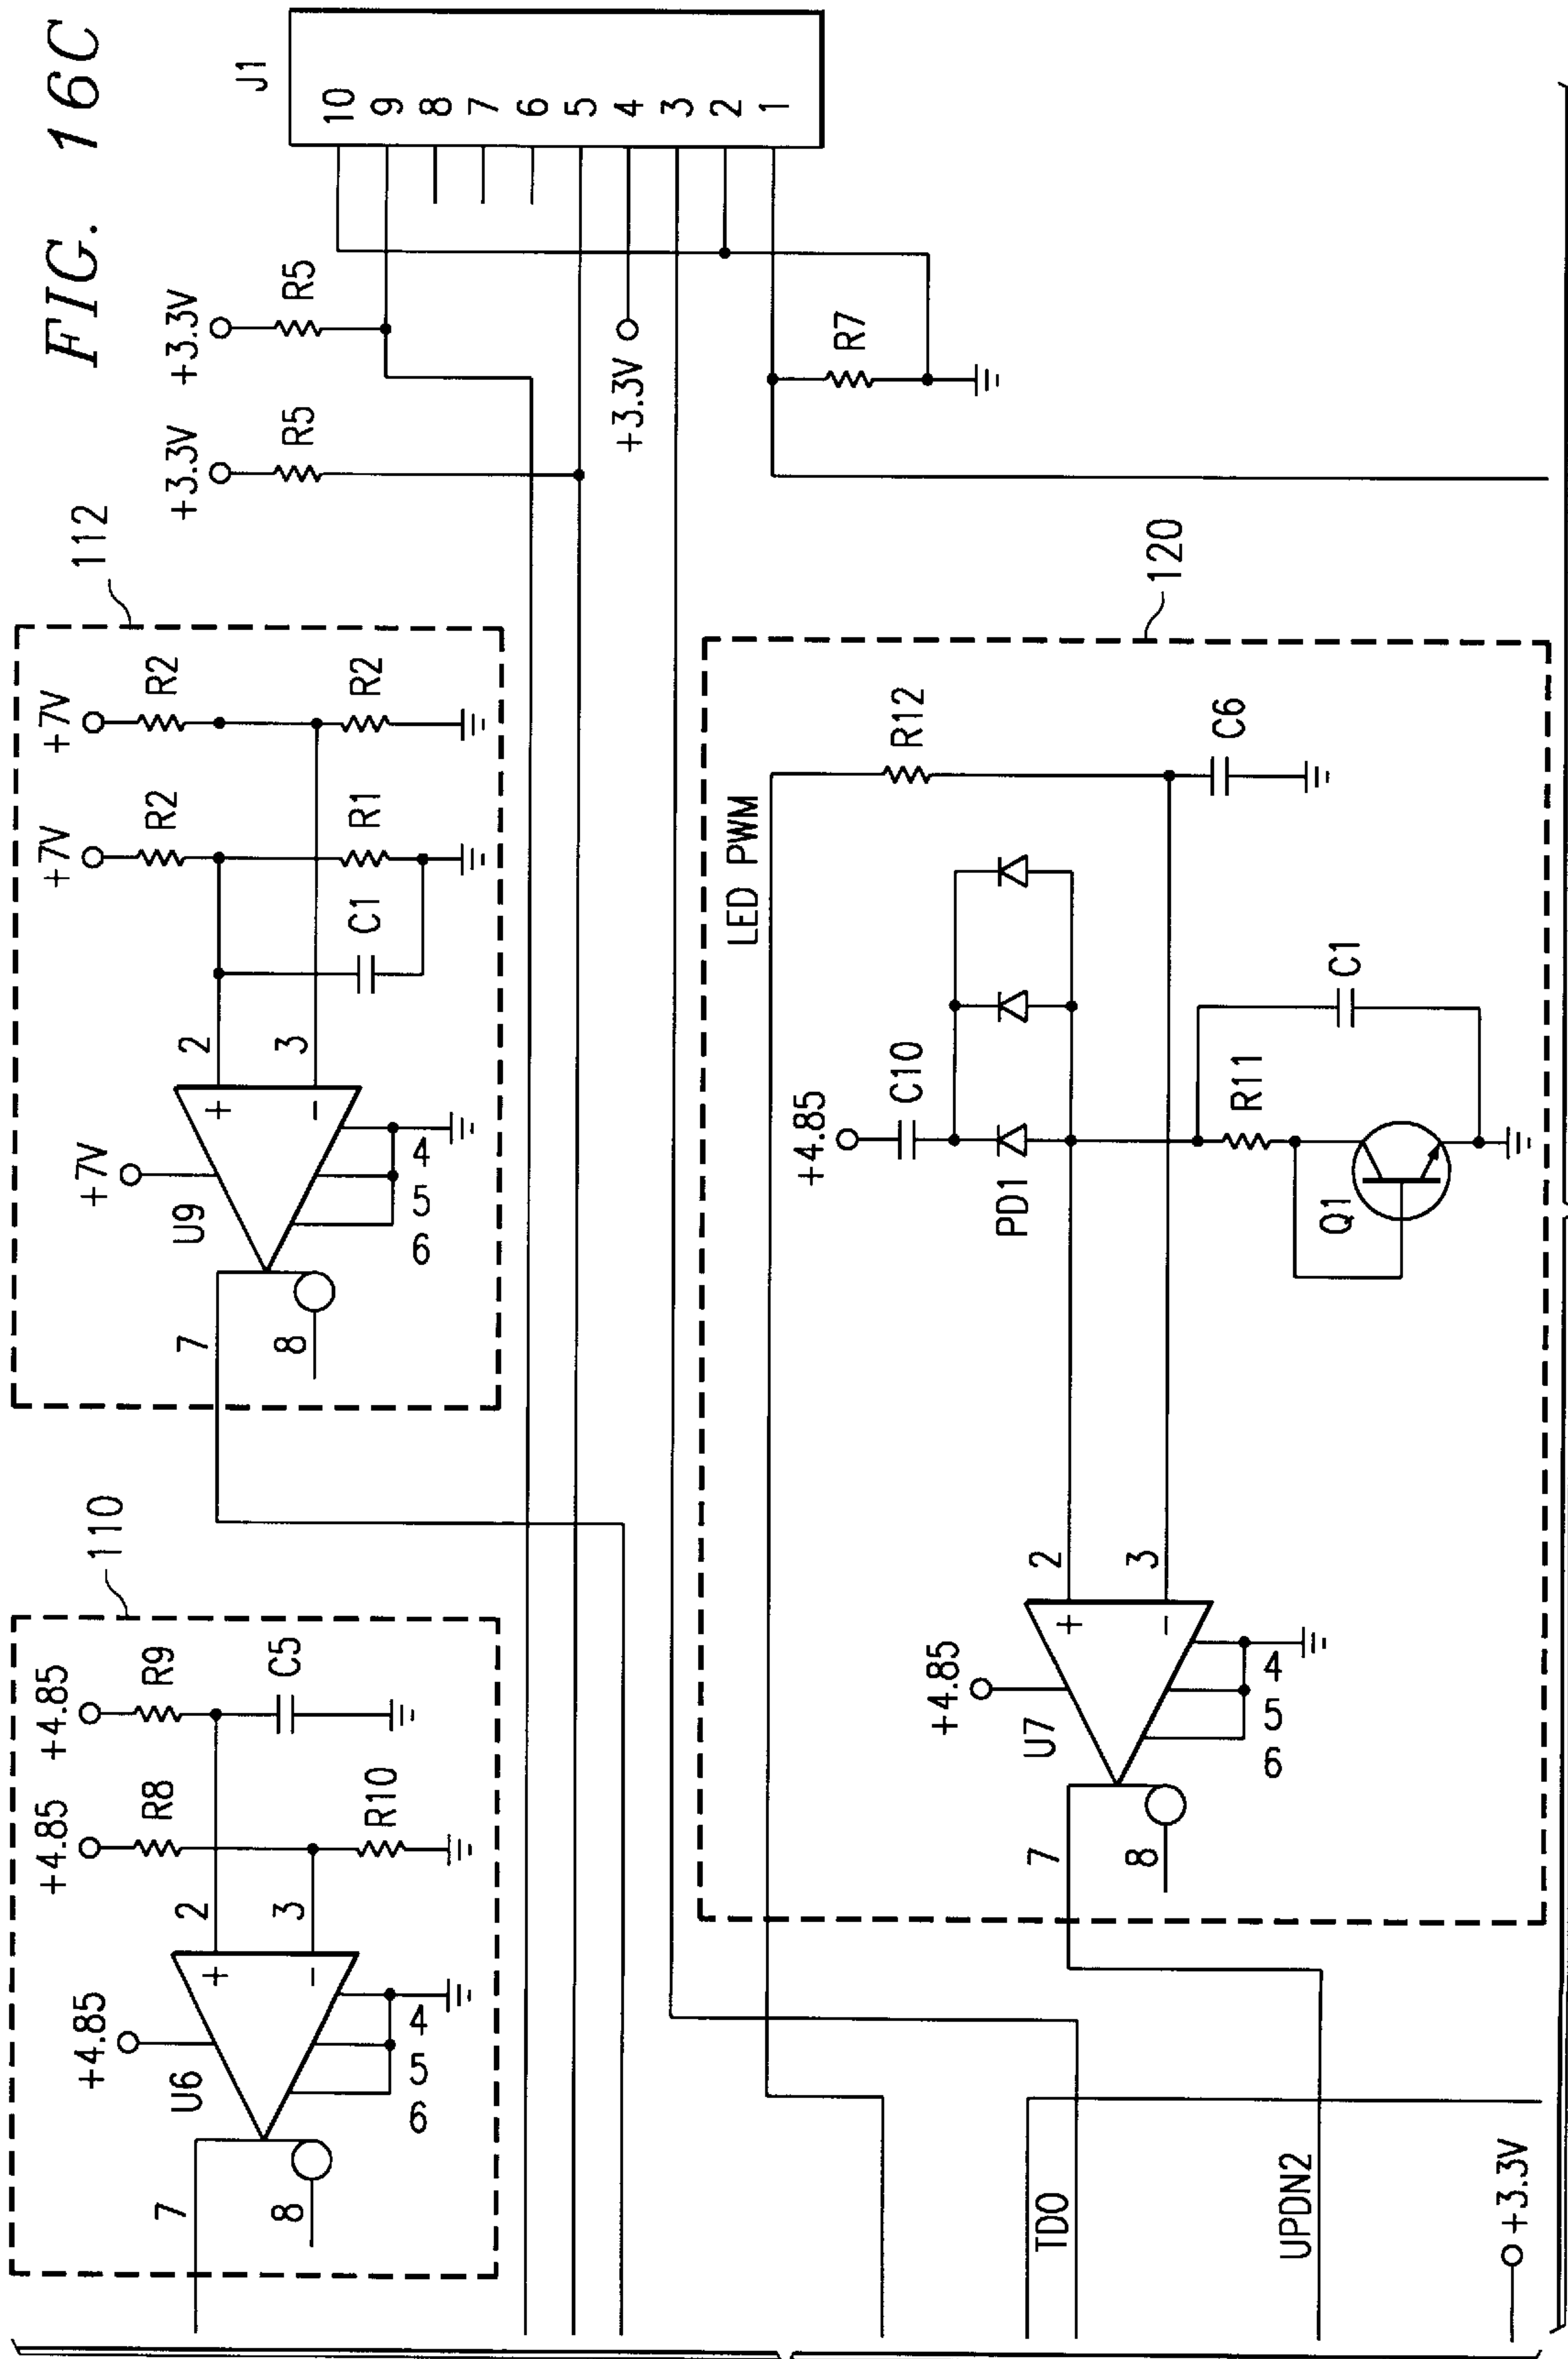 FIG. 16C
110
+4.85
U6
7
8
+
-
2
3
4
5
6
+4.85
R8
R10
+4.85
R9
C5
112
+7V
U9
7
8
+
-
2
3
4
5
6
+7V
R2
R1
C1
+7V
R2
R2
+3.3V
R5
+3.3V
R5
+3.3V
J1
10
9
8
7
6
5
4
3
2
1
R7
120
LED PWM
R12
C6
+4.85
C10
PD1
R11
C1
Q1
+4.85
U7
7
8
+
-
2
3
4
5
6
TDO
UPDN2
+3.3V